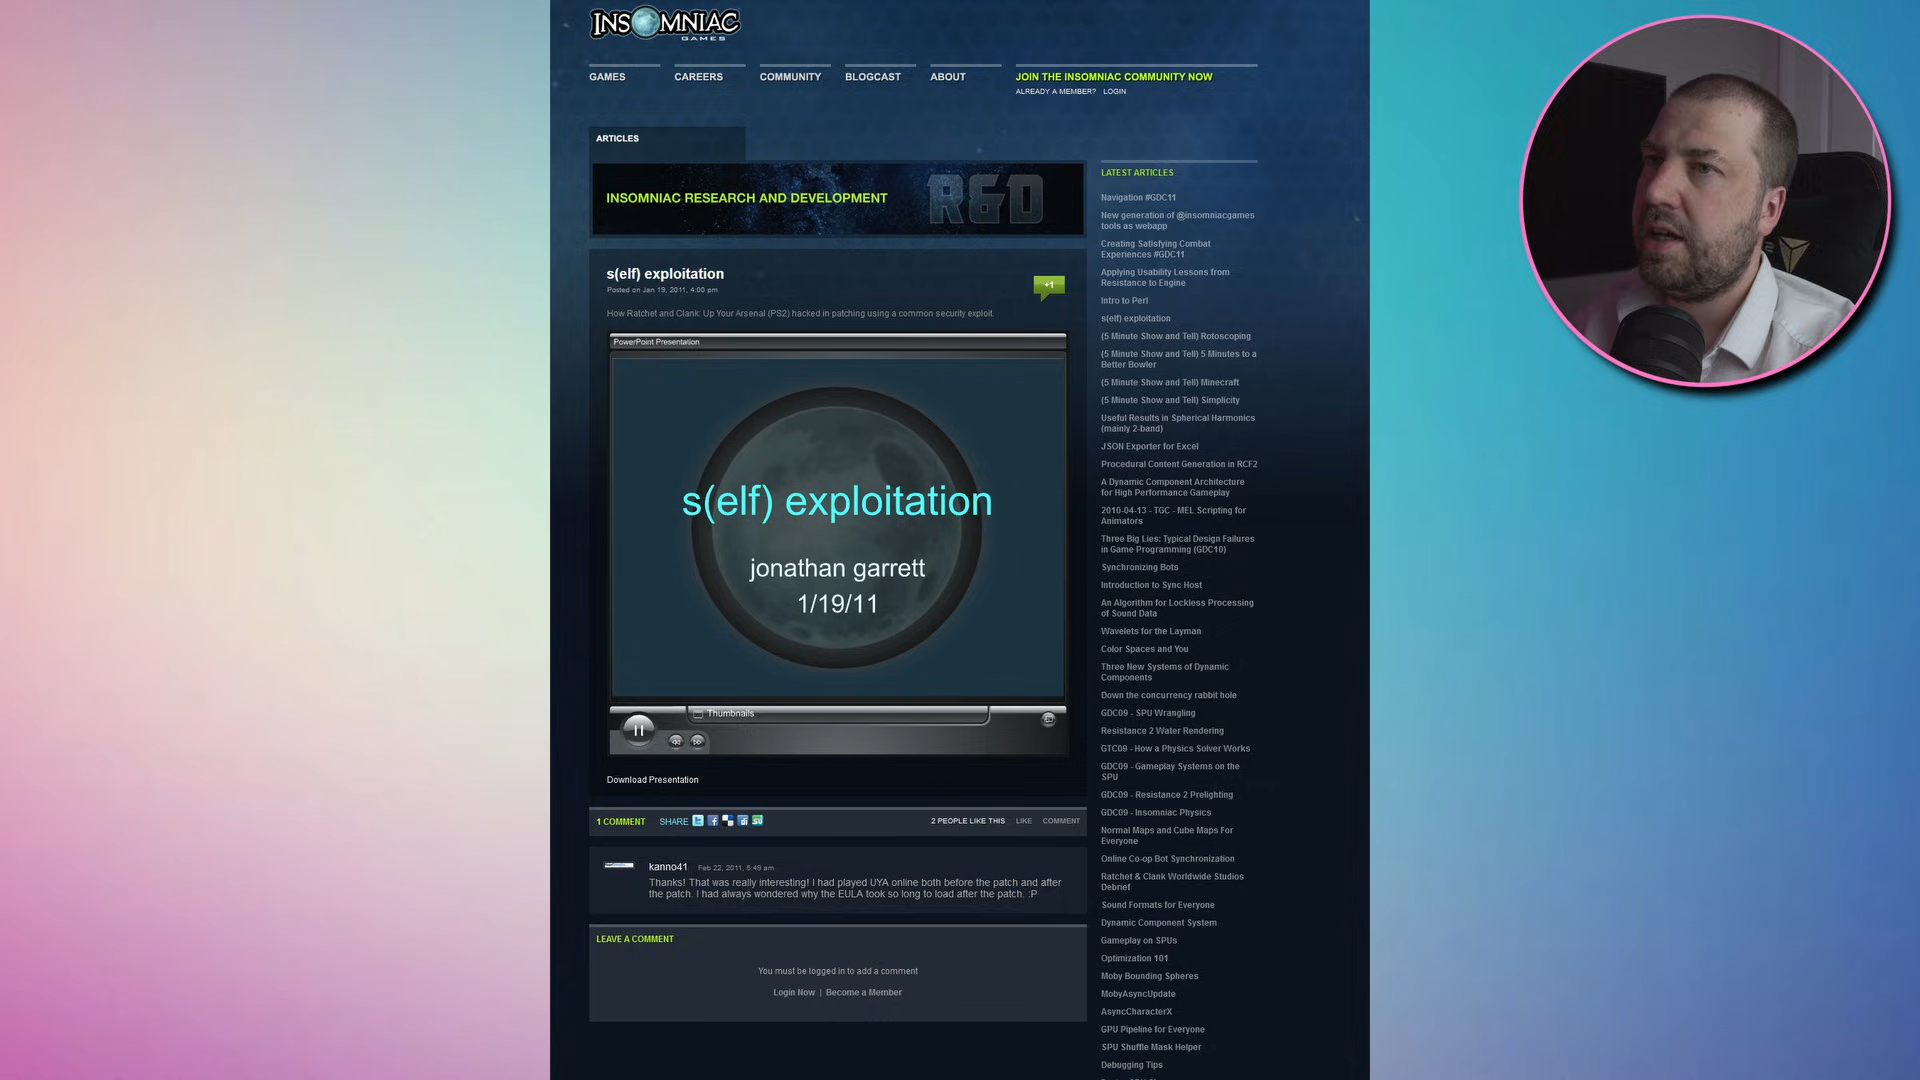 INSOMNIAC
GAMES
GAMES
CAREERS
COMMUNITY
BLOGCAST
ABOUT
JOIN THE INSOMNIAC COMMUNITY NOW
ALREADY A MEMBER? LOGIN
ARTICLES
INSOMNIAC RESEARCH AND DEVELOPMENT
R&D
s(elf) exploitation
Posted on Jan 19, 2011, 4:00 pm
+1
How Ratchet and Clank: Up Your Arsenal (PS2) hacked in patching using a common security exploit.
PowerPoint Presentation
s(elf) exploitation
jonathan garrett
1/19/11
Thumbnails
Download Presentation
1 COMMENT
SHARE
2 PEOPLE LIKE THIS
LIKE
COMMENT
kanno41 Feb 22, 2011, 5:49 am
Thanks! That was really interesting! I had played UYA online both before the patch and after
the patch. I had always wondered why the EULA took so long to load after the patch. :P
LEAVE A COMMENT
You must be logged in to add a comment
Login Now | Become a Member
LATEST ARTICLES
Navigation #GDC11
New generation of @insomniacgames
tools as webapp
Creating Satisfying Combat
Experiences #GDC11
Applying Usability Lessons from
Resistance to Engine
Intro to Perl
s(elf) exploitation
(5 Minute Show and Tell) Rotoscoping
(5 Minute Show and Tell) 5 Minutes to a
Better Bowler
(5 Minute Show and Tell) Minecraft
(5 Minute Show and Tell) Simplicity
Useful Results in Spherical Harmonics
(mainly 2-band)
JSON Exporter for Excel
Procedural Content Generation in RCF2
A Dynamic Component Architecture
for High Performance Gameplay
2010-04-13 - TGC - MEL Scripting for
Animators
Three Big Lies: Typical Design Failures
in Game Programming (GDC10)
Synchronizing Bots
Introduction to Sync Host
An Algorithm for Lockless Processing
of Sound Data
Wavelets for the Layman
Color Spaces and You
Three New Systems of Dynamic
Components
Down the concurrency rabbit hole
GDC09 - SPU Wrangling
Resistance 2 Water Rendering
GTC09 - How a Physics Solver Works
GDC09 - Gameplay Systems on the
SPU
GDC09 - Resistance 2 Prelighting
GDC09 - Insomniac Physics
Normal Maps and Cube Maps For
Everyone
Online Co-op Bot Synchronization
Ratchet & Clank Worldwide Studios
Debrief
Sound Formats for Everyone
Dynamic Component System
Gameplay on SPUs
Optimization 101
Moby Bounding Spheres
MobyAsyncUpdate
AsyncCharacterX
GPU Pipeline for Everyone
SPU Shuffle Mask Helper
Debugging Tips